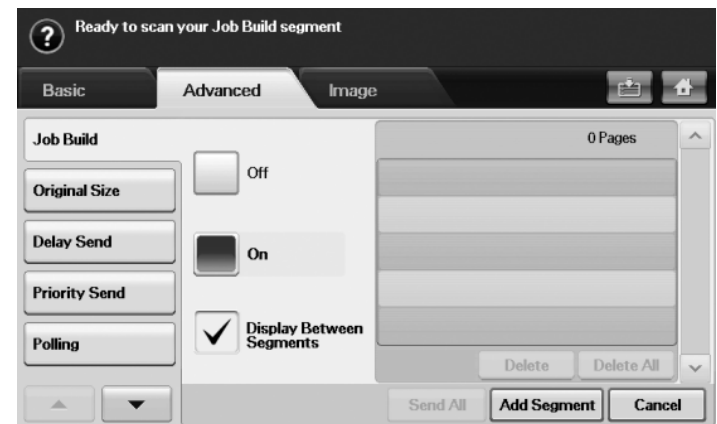 ? Ready to scan your Job Build segment
Basic
Advanced
Image
Job Build
Original Size
Delay Send
Priority Send
Polling
Off
On
Display Between
Segments
0 Pages
Delete
Delete All
Send All
Add Segment
Cancel